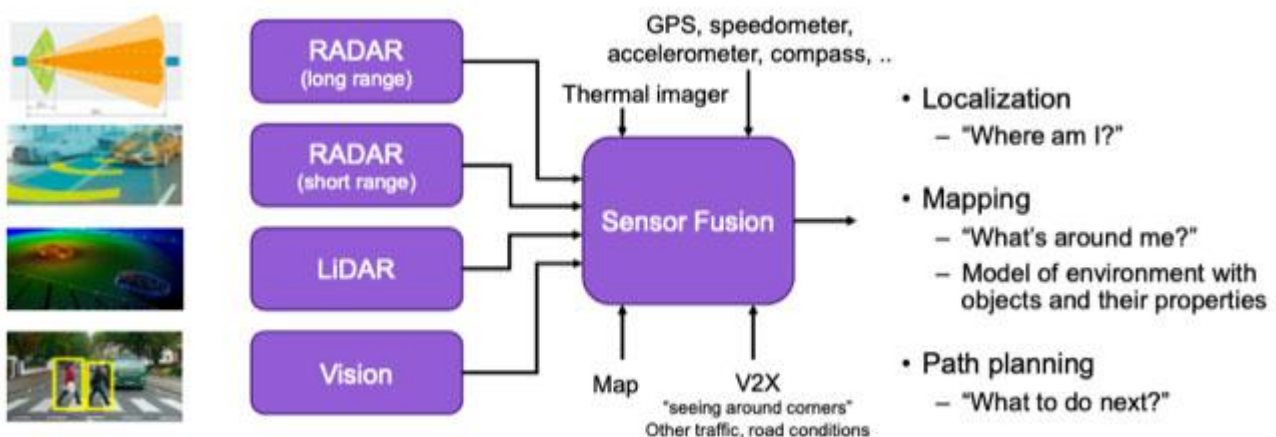 RADAR
(long range)
RADAR
(short range)
LiDAR
Vision
GPS, speedometer,
accelerometer, compass, ..
Thermal imager
Sensor Fusion
Map
V2X
"seeing around corners"
Other traffic, road conditions
• Localization
– "Where am I?"
• Mapping
– "What's around me?"
– Model of environment with
objects and their properties
• Path planning
– "What to do next?"